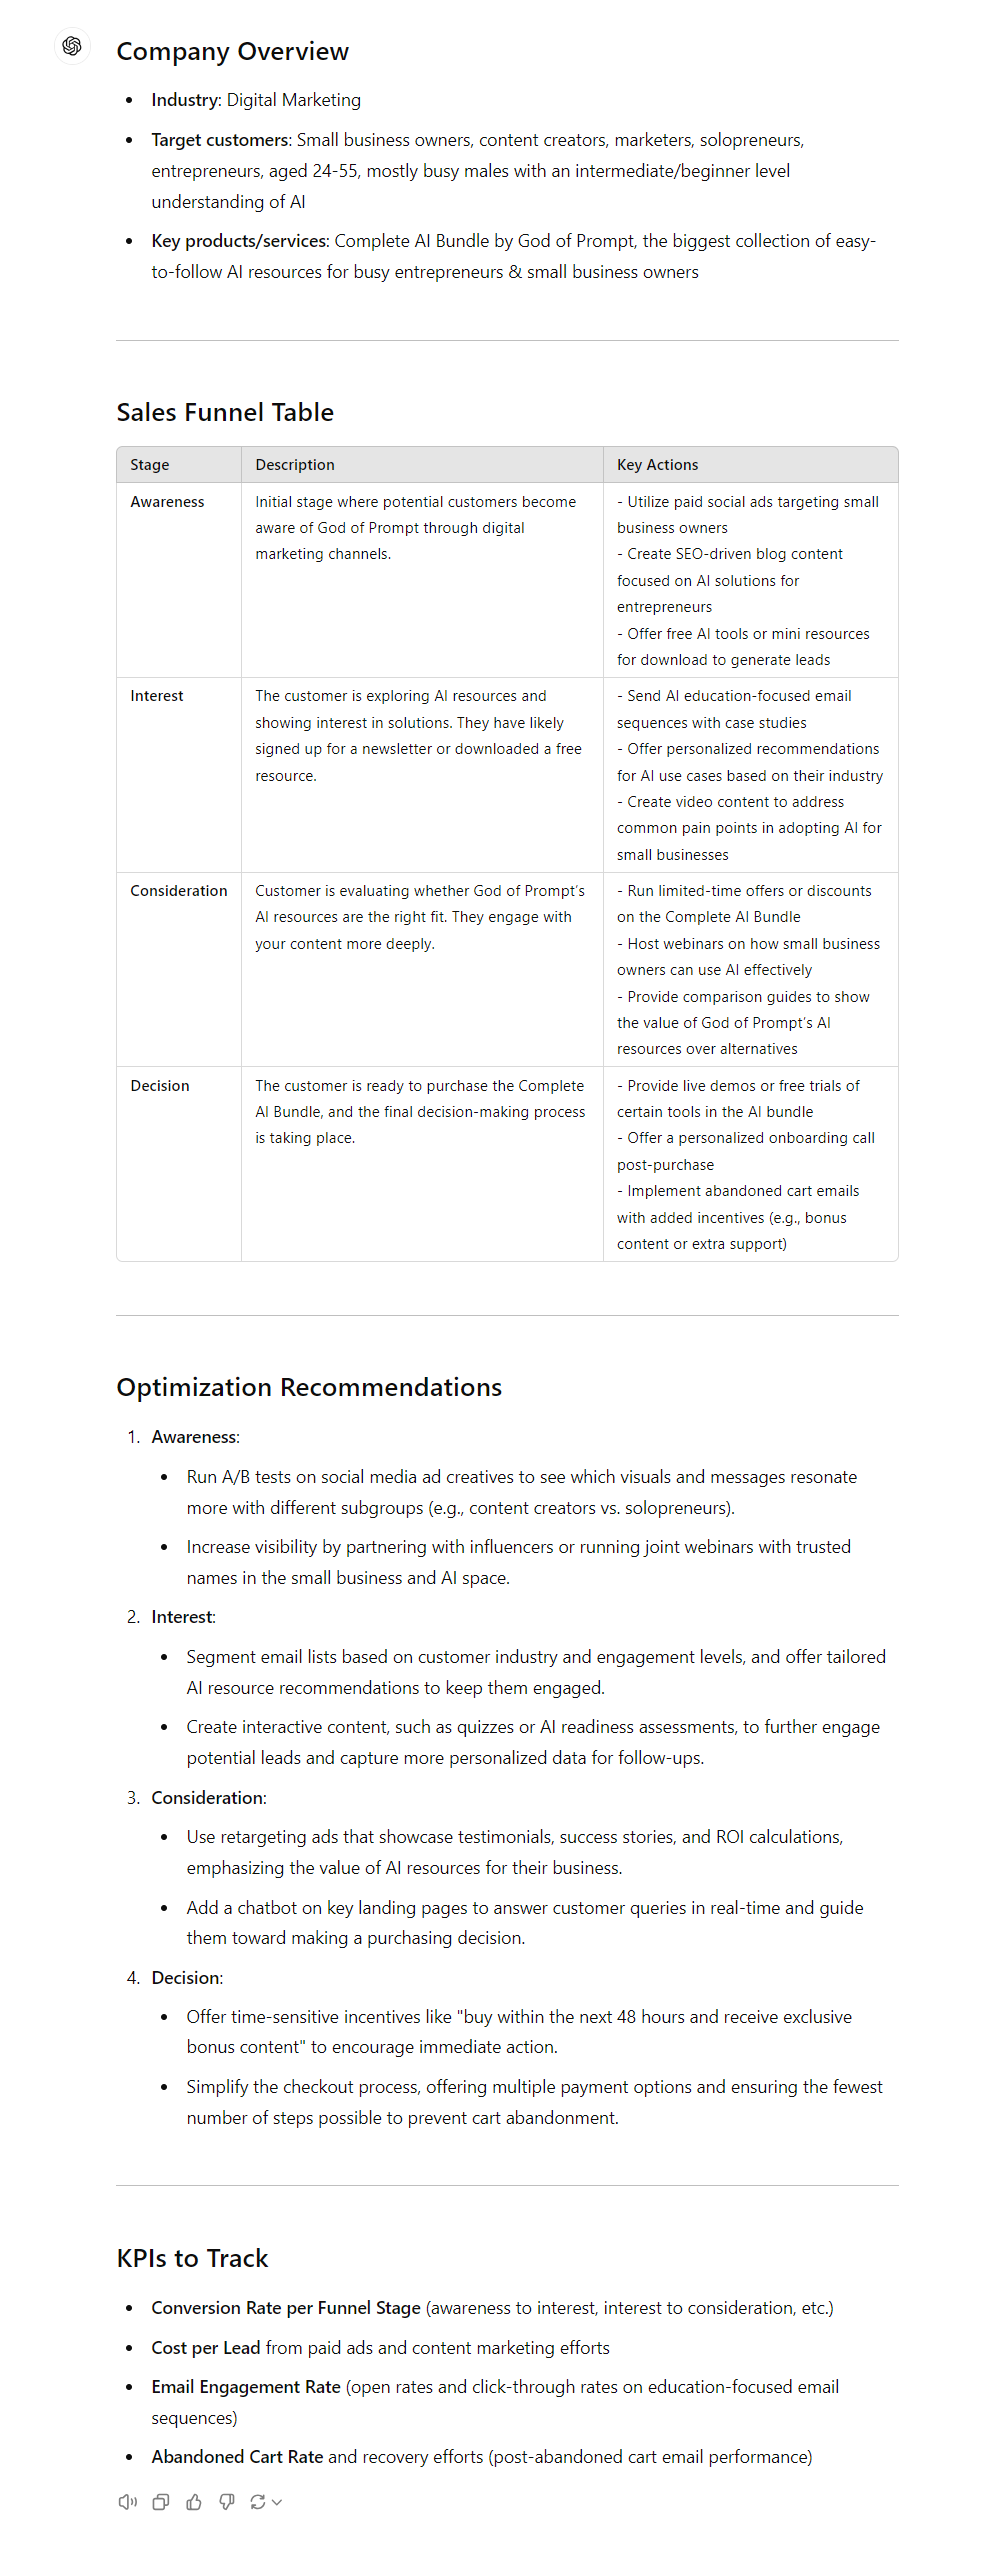 Company Overview
• Industry: Digital Marketing
• Target customers: Small business owners, content creators, marketers, solopreneurs,
entrepreneurs, aged 24-55, mostly busy males with an intermediate/beginner level
understanding of AI
• Key products/services: Complete AI Bundle by God of Prompt, the biggest collection of easy-
to-follow AI resources for busy entrepreneurs & small business owners
Sales Funnel Table
Stage
Description
Key Actions
Awareness
Initial stage where potential customers become
aware of God of Prompt through digital
marketing channels.
- Utilize paid social ads targeting small
business owners
- Create SEO-driven blog content
focused on AI solutions for
entrepreneurs
- Offer free AI tools or mini resources
for download to generate leads
Interest
The customer is exploring AI resources and
showing interest in solutions. They have likely
signed up for a newsletter or downloaded a free
resource.
- Send AI education-focused email
sequences with case studies
- Offer personalized recommendations
for AI use cases based on their industry
- Create video content to address
common pain points in adopting AI for
small businesses
Consideration
Customer is evaluating whether God of Prompt's
AI resources are the right fit. They engage with
your content more deeply.
- Run limited-time offers or discounts
on the Complete AI Bundle
- Host webinars on how small business
owners can use AI effectively
- Provide comparison guides to show
the value of God of Prompt's AI
resources over alternatives
Decision
The customer is ready to purchase the Complete
AI Bundle, and the final decision-making process
is taking place.
- Provide live demos or free trials of
certain tools in the AI bundle
- Offer a personalized onboarding call
post-purchase
- Implement abandoned cart emails
with added incentives (e.g., bonus
content or extra support)
Optimization Recommendations
1. Awareness:
• Run A/B tests on social media ad creatives to see which visuals and messages resonate
more with different subgroups (e.g., content creators vs. solopreneurs).
• Increase visibility by partnering with influencers or running joint webinars with trusted
names in the small business and AI space.
2. Interest:
• Segment email lists based on customer industry and engagement levels, and offer tailored
AI resource recommendations to keep them engaged.
• Create interactive content, such as quizzes or AI readiness assessments, to further engage
potential leads and capture more personalized data for follow-ups.
3. Consideration:
• Use retargeting ads that showcase testimonials, success stories, and ROI calculations,
emphasizing the value of AI resources for their business.
• Add a chatbot on key landing pages to answer customer queries in real-time and guide
them toward making a purchasing decision.
4. Decision:
• Offer time-sensitive incentives like "buy within the next 48 hours and receive exclusive
bonus content" to encourage immediate action.
• Simplify the checkout process, offering multiple payment options and ensuring the fewest
number of steps possible to prevent cart abandonment.
KPIs to Track
• Conversion Rate per Funnel Stage (awareness to interest, interest to consideration, etc.)
• Cost per Lead from paid ads and content marketing efforts
• Email Engagement Rate (open rates and click-through rates on education-focused email
sequences)
• Abandoned Cart Rate and recovery efforts (post-abandoned cart email performance)